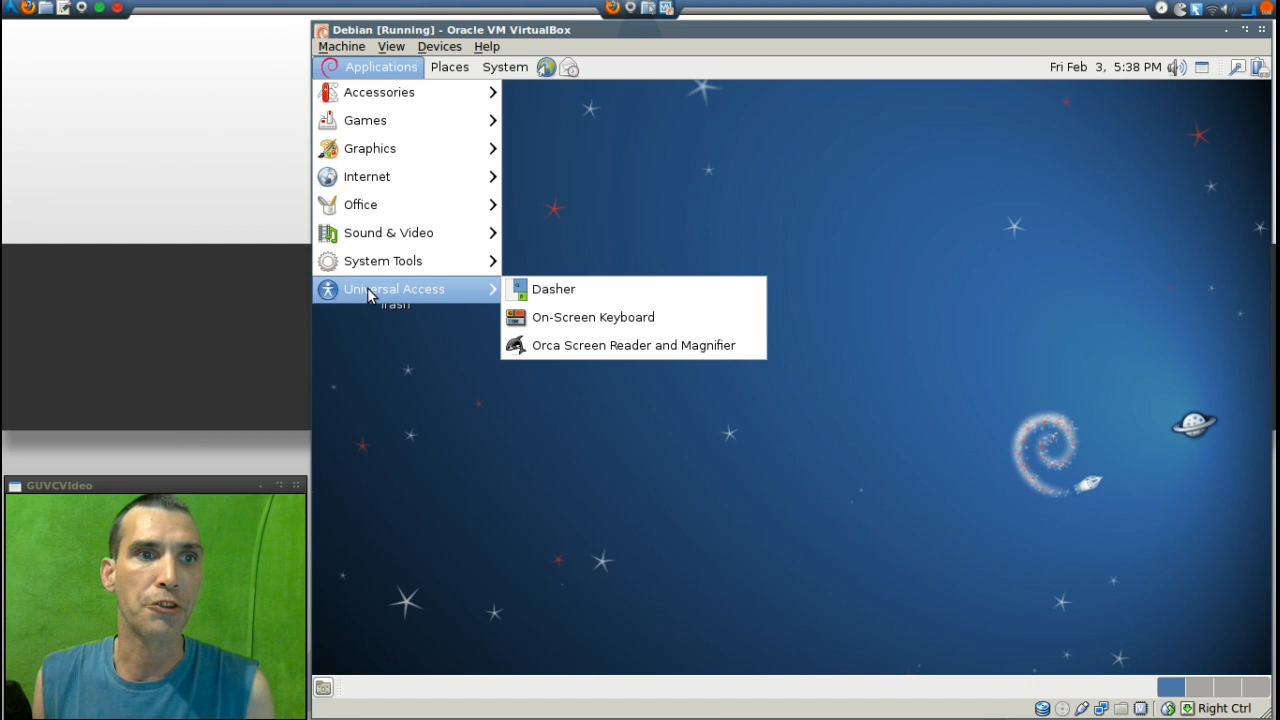 Debian [Running] - Oracle VM VirtualBox
Machine View Devices Help
Applications Places System Fri Feb 3, 5:38 PM
Accessories
Games
Graphics
Internet
Office
Sound & Video
System Tools
Universal Access
Trash
Dasher
On-Screen Keyboard
Orca Screen Reader and Magnifier
GUVCVideo
Right Ctrl